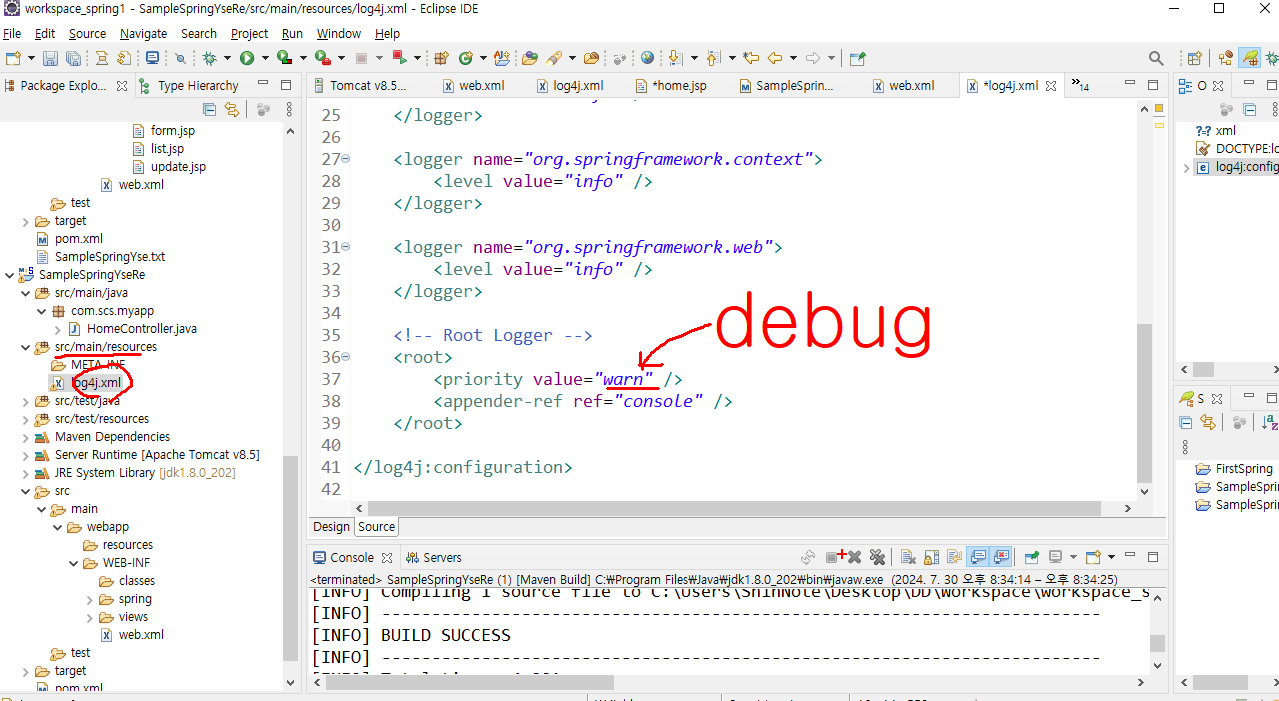 workspace_spring1 - SampleSpringYseRe/src/main/resources/log4j.xml - Eclipse IDE
File Edit Source Navigate Search Project Run Window Help
Package Explo... Type Hierarchy
form.jsp
list.jsp
update.jsp
web.xml
test
target
pom.xml
SampleSpringYse.txt
SampleSpringYseRe
src/main/java
com.scs.myapp
HomeController.java
src/main/resources
META-INF
log4j.xml
src/test/java
src/test/resources
Maven Dependencies
Server Runtime [Apache Tomcat v8.5]
JRE System Library [jdk1.8.0_202]
src
main
webapp
resources
WEB-INF
classes
spring
views
web.xml
test
target
pom.xml
Tomcat v8.5... web.xml log4j.xml *home.jsp SampleSprin... web.xml *log4j.xml »14
25 </logger>
26
27 <logger name="org.springframework.context">
28 <level value="info" />
29 </logger>
30
31 <logger name="org.springframework.web">
32 <level value="info" />
33 </logger>
34
35 <!-- Root Logger -->
36 <root>
37 <priority value="warn" />
38 <appender-ref ref="console" />
39 </root>
40
41 </log4j:configuration>
42
debug
Design Source
Console Servers
<terminated> SampleSpringYseRe (1) [Maven Build] C:₩Program Files₩Java₩jdk1.8.0_202₩bin₩javaw.exe (2024. 7. 30 오후 8:34:14 – 오후 8:34:25)
[INFO] Compiling 1 source file to C:\Users\ShinNote\Desktop\DD\Workspace\workspace_s
[INFO] ------------------------------------------------------------------------
[INFO] BUILD SUCCESS
[INFO] ------------------------------------------------------------------------
O
?-? xml
DOCTYPE:lo
log4j:config
S
FirstSpring
SampleSprin
SampleSprin